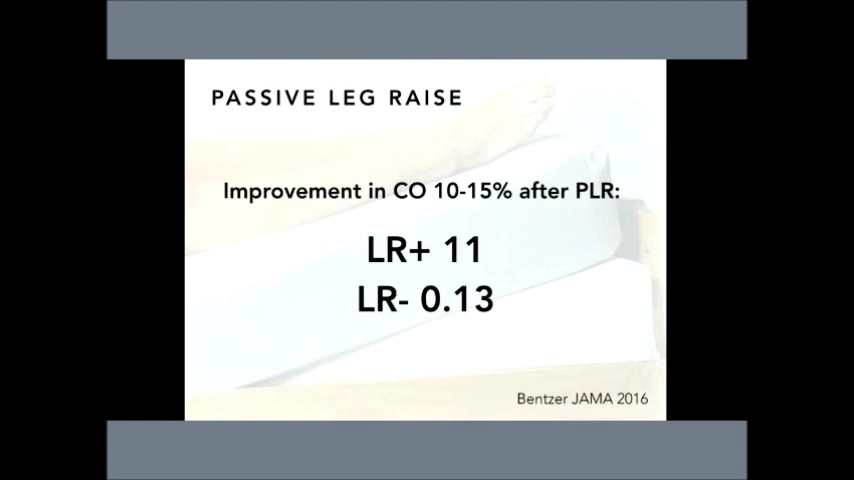 PASSIVE LEG RAISE
Improvement in CO 10-15% after PLR:
LR+ 11
LR- 0.13
Bentzer JAMA 2016